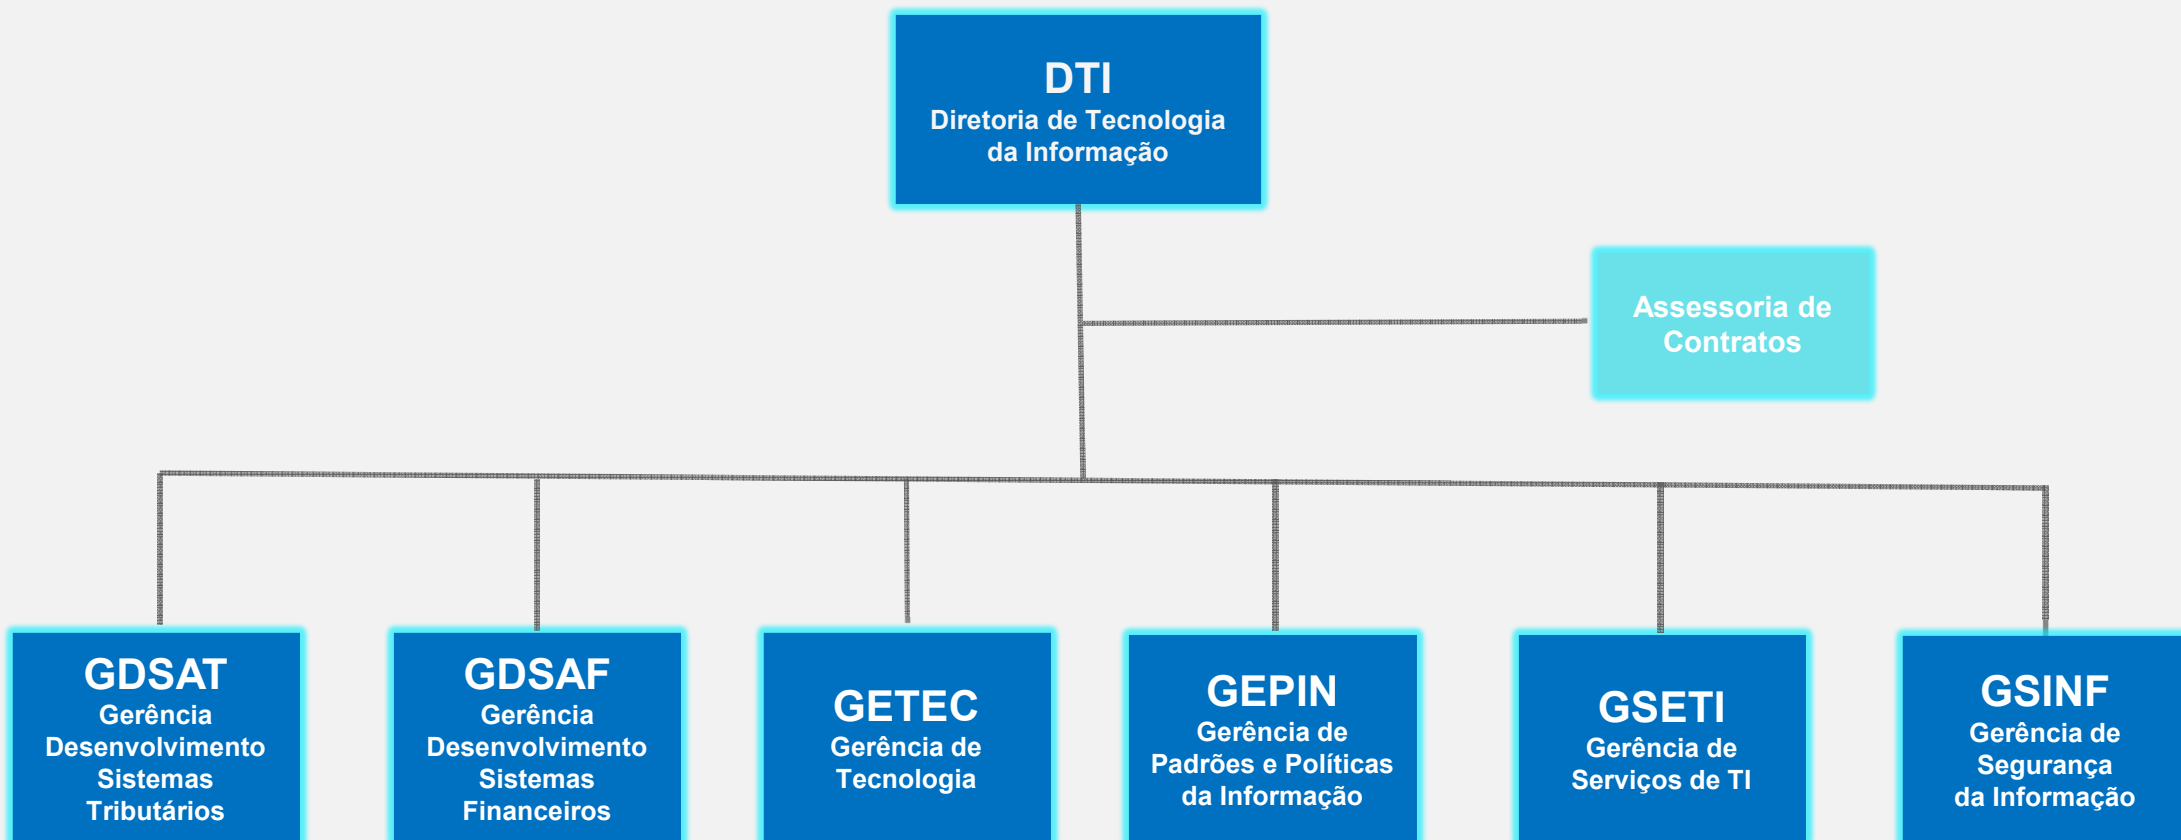 DTI
Diretoria de Tecnologia
da Informação
Assessoria de
Contratos
GDSAT
Gerência
Desenvolvimento
Sistemas
Tributários
GDSAF
Gerência
Desenvolvimento
Sistemas
Financeiros
GETEC
Gerência de
Tecnologia
GEPIN
Gerência de
Padrões e Políticas
da Informação
GSETI
Gerência de
Serviços de TI
GSINF
Gerência de
Segurança
da Informação